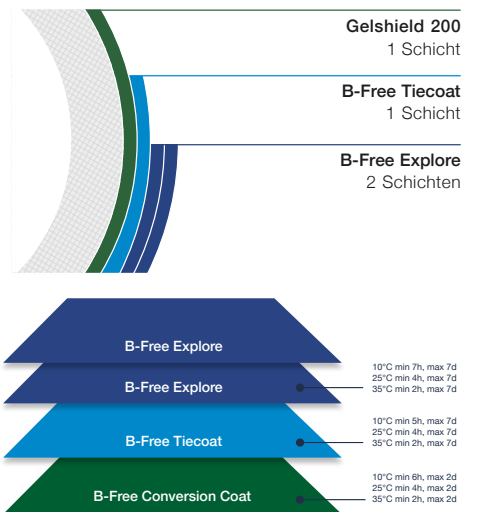 Gelshield 200
1 Schicht
B-Free Tiecoat
1 Schicht
B-Free Explore
2 Schichten
B-Free Explore
B-Free Explore
10°C min 7h, max 7d
25°C min 4h, max 7d
35°C min 2h, max 7d
B-Free Tiecoat
10°C min 5h, max 7d
25°C min 4h, max 7d
35°C min 2h, max 7d
B-Free Conversion Coat
10°C min 6h, max 2d
25°C min 4h, max 2d
35°C min 2h, max 2d